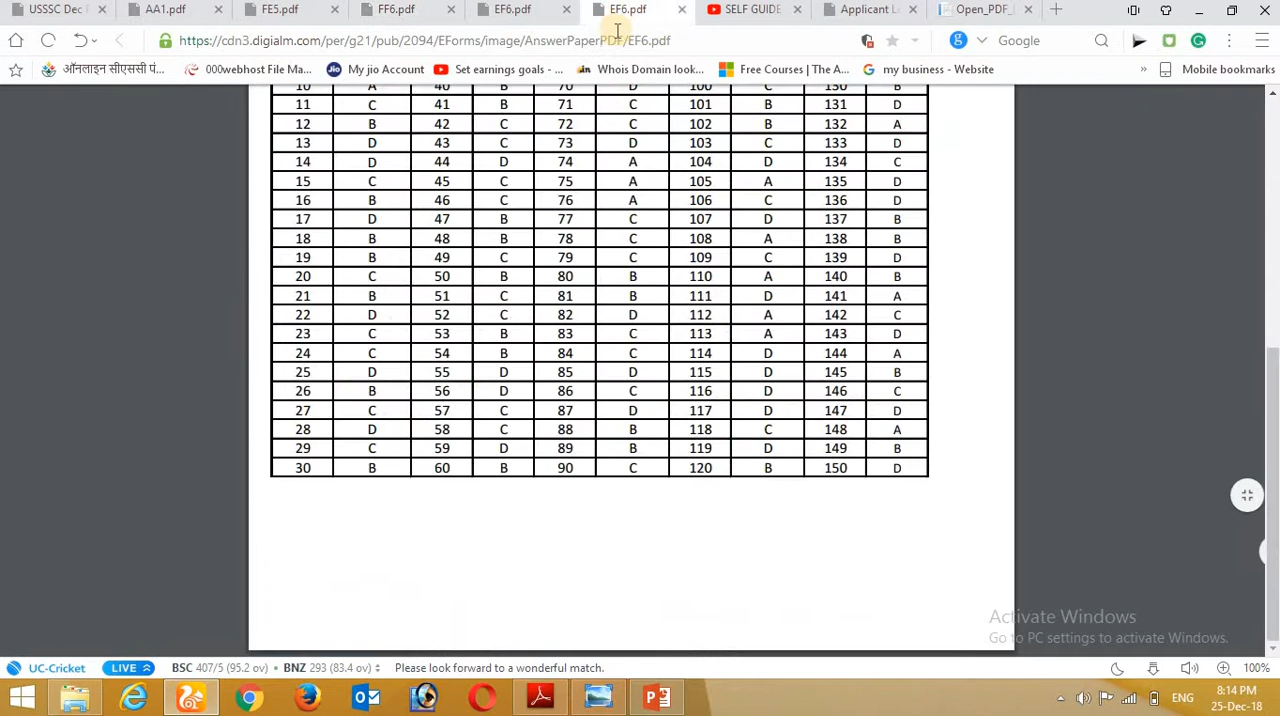 USSSC Dec F
AA1.pdf
FE5.pdf
FF6.pdf
EF6.pdf
EF6.pdf
SELF GUIDE
Applicant L
Open_PDF_
https://cdn3.digialm.com/per/g21/pub/2094/EForms/image/AnswerPaperPDF/EF6.pdf
Google
ऑनलाइन सीएससी पं...
000webhost File Ma...
My jio Account
Set earnings goals - ...
Whois Domain look...
Free Courses | The A...
my business - Website
»
Mobile bookmarks
10 A 40 B 70 D 100 C 130 B
11 C 41 B 71 C 101 B 131 D
12 B 42 C 72 C 102 B 132 A
13 D 43 C 73 D 103 C 133 D
14 D 44 D 74 A 104 D 134 C
15 C 45 C 75 A 105 A 135 D
16 B 46 C 76 A 106 C 136 D
17 D 47 B 77 C 107 D 137 B
18 B 48 B 78 C 108 A 138 B
19 B 49 C 79 C 109 C 139 D
20 C 50 B 80 B 110 A 140 B
21 B 51 C 81 B 111 D 141 A
22 D 52 C 82 D 112 A 142 C
23 C 53 B 83 C 113 A 143 D
24 C 54 B 84 C 114 D 144 A
25 D 55 D 85 D 115 D 145 B
26 B 56 D 86 C 116 D 146 C
27 C 57 C 87 D 117 D 147 D
28 D 58 C 88 B 118 C 148 A
29 C 59 D 89 B 119 D 149 B
30 B 60 B 90 C 120 B 150 D
Activate Windows
Go to PC settings to activate Windows.
UC-Cricket LIVE BSC 407/5 (95.2 ov) • BNZ 293 (83.4 ov) Please look forward to a wonderful match.
100%
ENG
8:14 PM
25-Dec-18